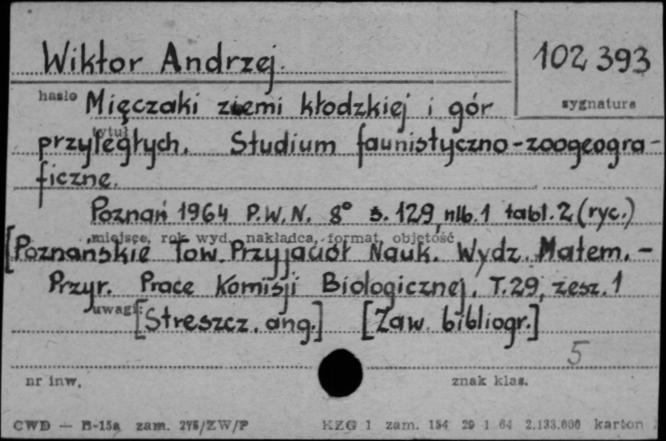 Wiktor Andrzej.
102 393
hasło
sygnatura
Mięczaki ziemi kłodzkiej i gór
tytuł
przyległych. Studium faunistyczno-zoogeogra-
ficzne.
Poznań 1964 P.W.N. 8° s. 129, nlb. 1 tabl. 2 (ryc.)
miejsce, rok wyd., nakładca, format, objętość
[Poznańskie Tow. Przyjaciół Nauk. Wydz. Matem.-
Przyr. Prace Komisji Biologicznej. T. 29, zesz. 1
uwagi:
[Streszcz. ang.] [Zaw. bibliogr.]
5
nr inw.
znak klas.
CWD — B-15a zam. 275/ZW/P
KZG 1 zam. 154 29 1 64 2.133.000 karton